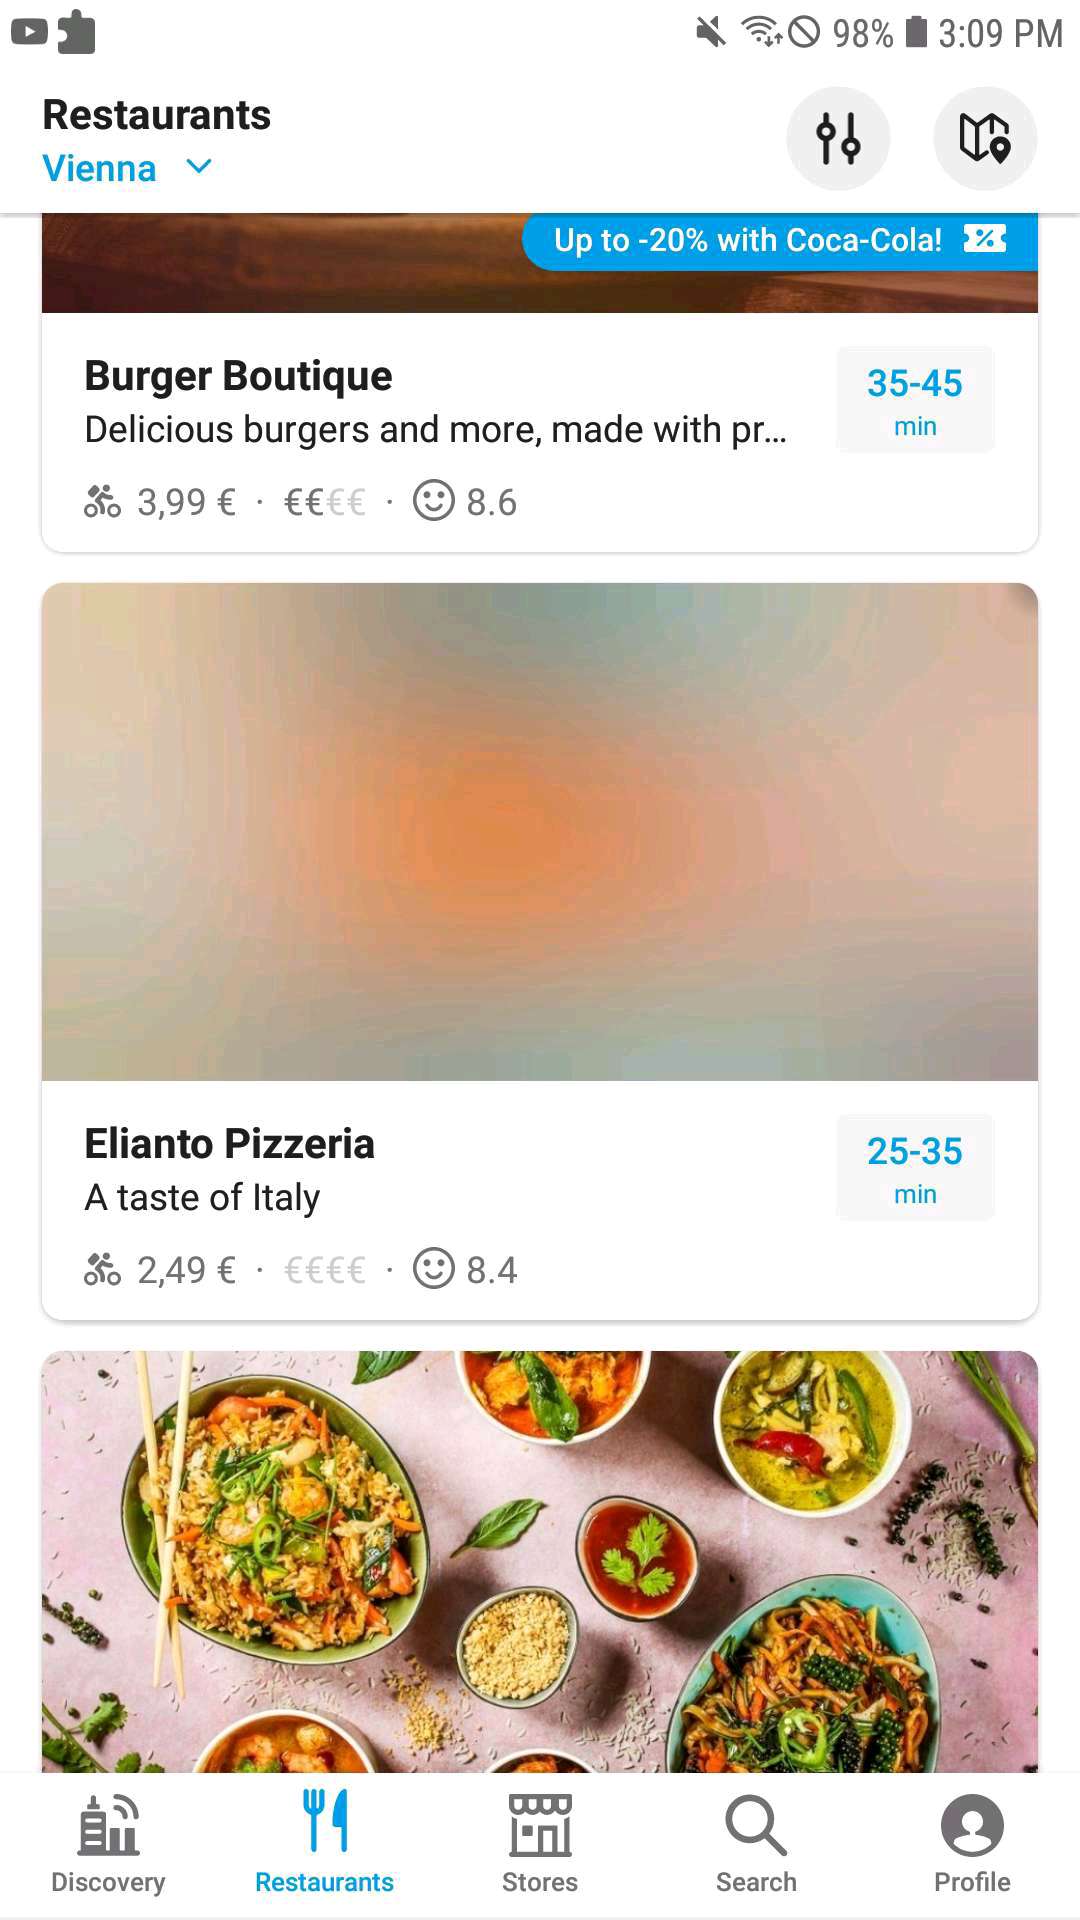 98% 3:09 PM
Restaurants
Vienna
Up to -20% with Coca-Cola!
Burger Boutique
Delicious burgers and more, made with pr...
35-45
min
3,99 € · €€€€ · 8.6
Elianto Pizzeria
A taste of Italy
25-35
min
2,49 € · €€€€ · 8.4
Discovery
Restaurants
Stores
Search
Profile